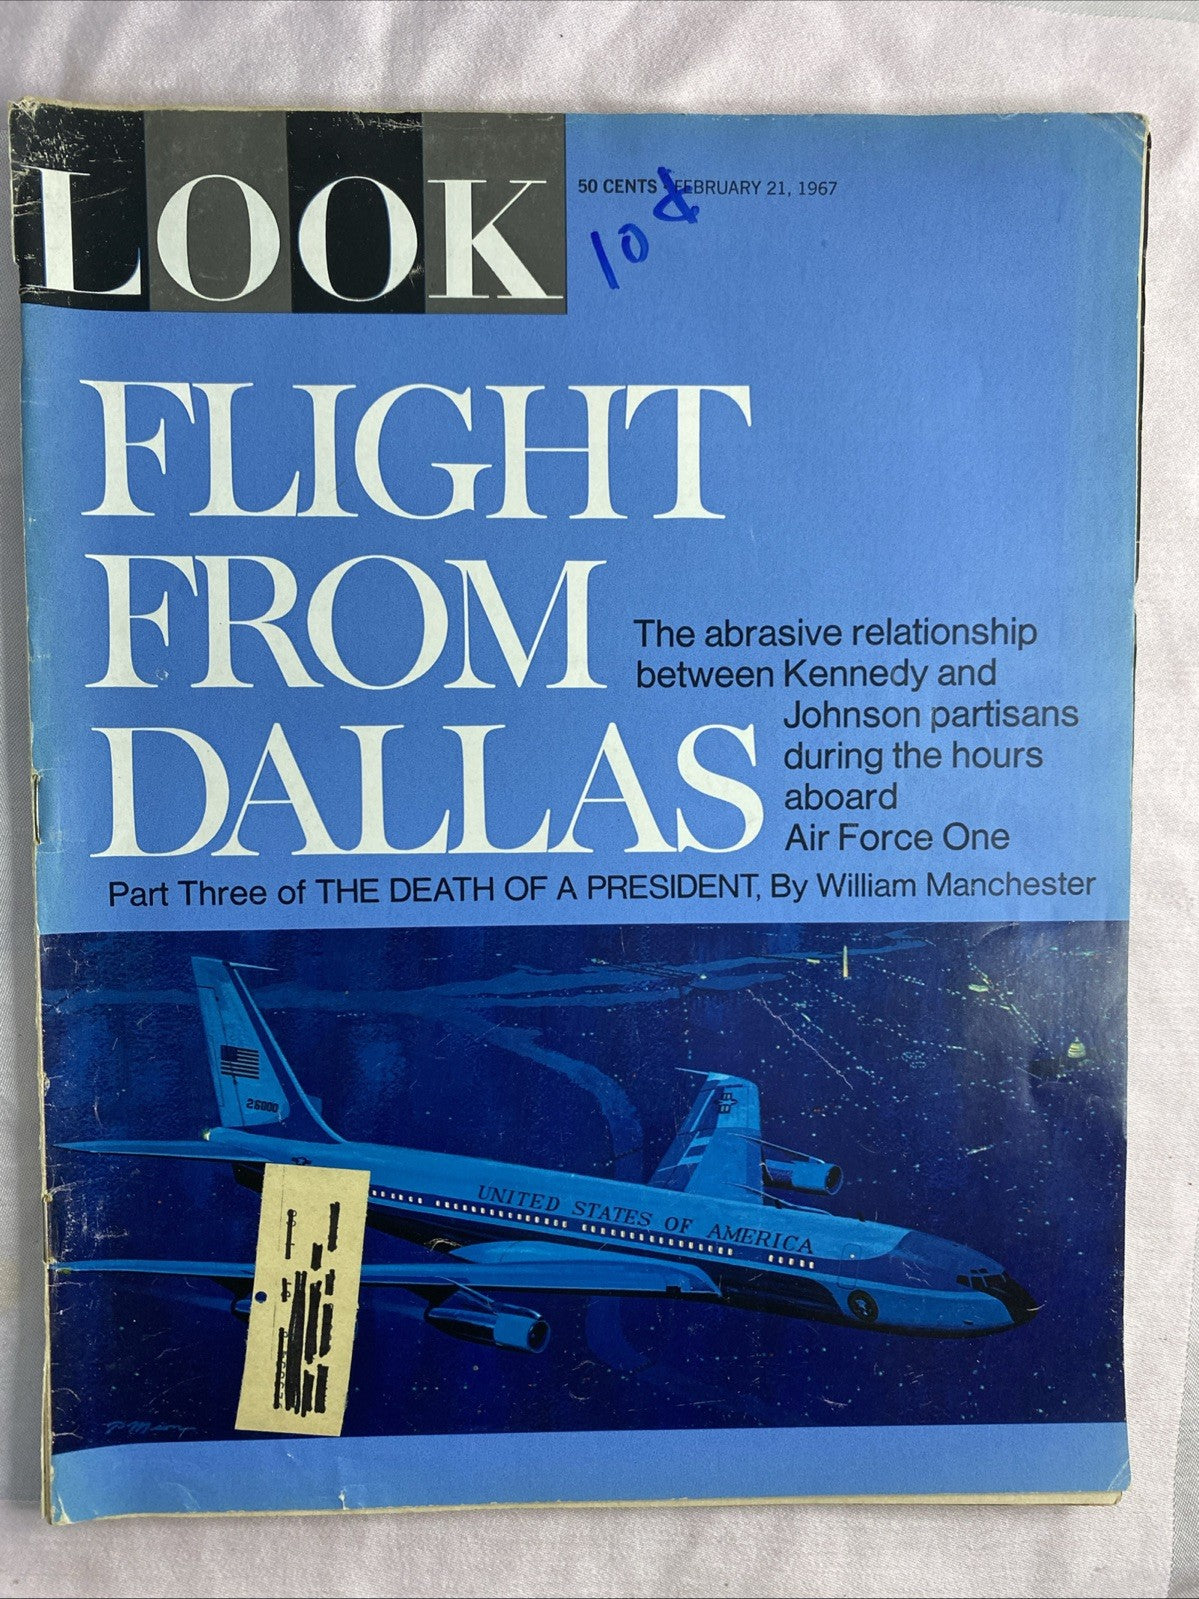 LOOK
50 CENTS · FEBRUARY 21, 1967
10¢
FLIGHT
FROM
DALLAS
The abrasive relationship
between Kennedy and
Johnson partisans
during the hours
aboard
Air Force One
Part Three of THE DEATH OF A PRESIDENT, By William Manchester
26000
UNITED STATES OF AMERICA